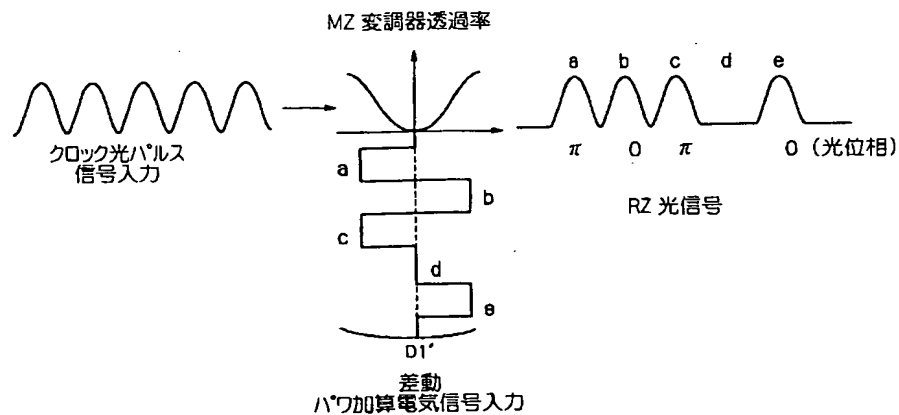 MZ 変調器透過率
a b c d e
クロック光パルス
信号入力
π 0 π 0 (光位相)
a
b
RZ 光信号
c
d
e
D1'
差動
パワ加算電気信号入力